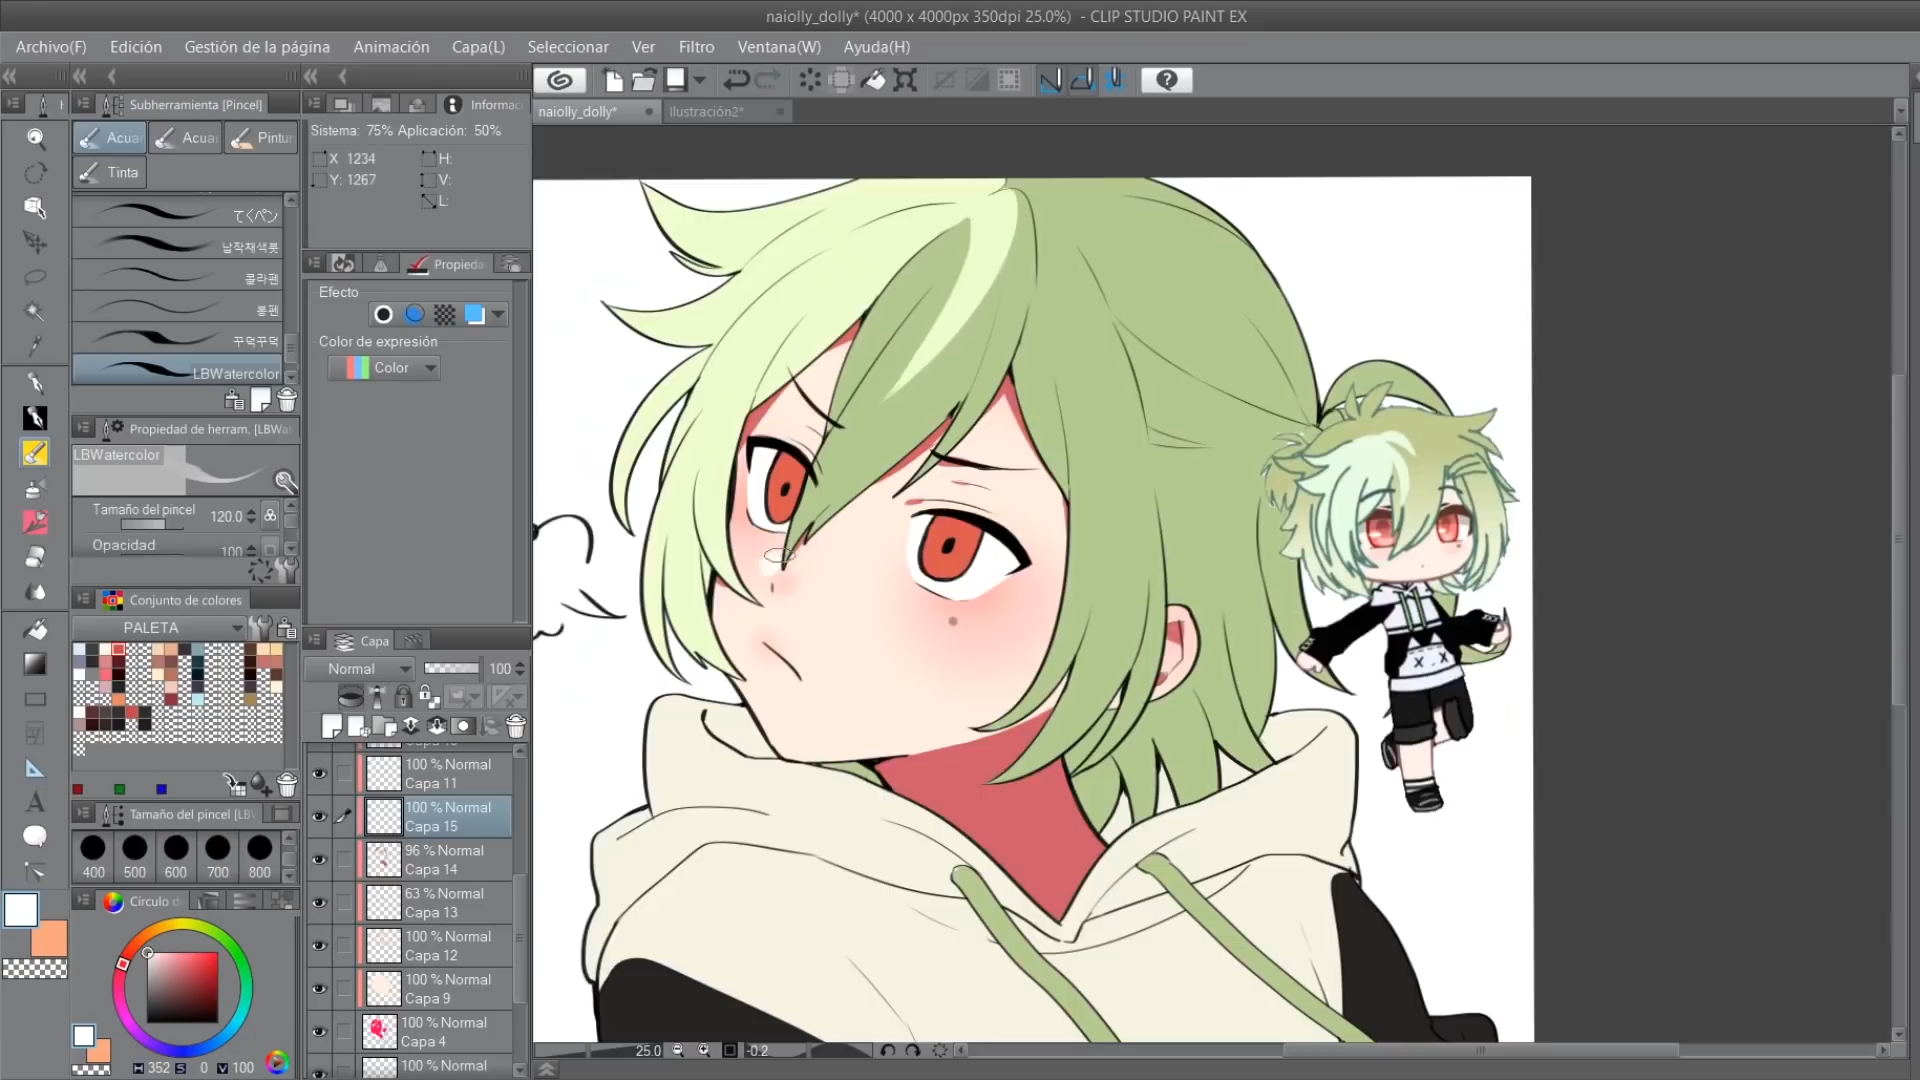 naiolly_dolly* (4000 x 4000px 350dpi 25.0%) - CLIP STUDIO PAINT EX
Archivo(F) Edición Gestión de la página Animación Capa(L) Seleccionar Ver Filtro Ventana(W) Ayuda(H)
Subherramienta [Pincel]
Informac
naiolly_dolly*
Ilustración2*
Acuar
Acuar
Pintur
Tinta
Sistema: 75% Aplicación: 50%
X 1234
H:
Y: 1267
V:
L:
てくペン
납작채색붓
콜라펜
롱펜
꾸덕꾸덕
LBWatercolor
Propieda
Efecto
Color de expresión
Color
Propiedad de herram. [LBWat
LBWatercolor
Tamaño del pincel 120.0
Opacidad 100
Conjunto de colores
PALETA
Tamaño del pincel [LBV
400 500 600 700 800
Círculo d
H 352 S 0 V 100
Capa
Normal 100
100 % Normal
Capa 11
100 % Normal
Capa 15
96 % Normal
Capa 14
63 % Normal
Capa 13
100 % Normal
Capa 12
100 % Normal
Capa 9
100 % Normal
Capa 4
100 % Normal
25.0
-0.2